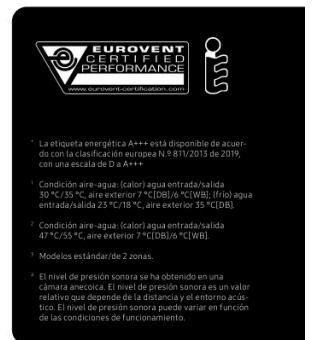 EUROVENT
CERTIFIED
PERFORMANCE
www.eurovent-certification.com
* La etiqueta energética A+++ está disponible de acuer-
do con la clasificación europea N.º 811/2013 de 2019,
con una escala de D a A+++
1 Condición aire-agua: (calor) agua entrada/salida
30 °C/35 °C, aire exterior 7 °C[DB]/6 °C[WB]; (frío) agua
entrada/salida 23 °C/18 °C, aire exterior 35 °C[DB].
2 Condición aire-agua: (calor) agua entrada/salida
47 °C/55 °C, aire exterior 7 °C[DB]/6 °C[WB].
3 Modelos estándar/de 2 zonas.
4 El nivel de presión sonora se ha obtenido en una
cámara anecoica. El nivel de presión sonora es un valor
relativo que depende de la distancia y el entorno acús-
tico. El nivel de presión sonora puede variar en función
de las condiciones de funcionamiento.